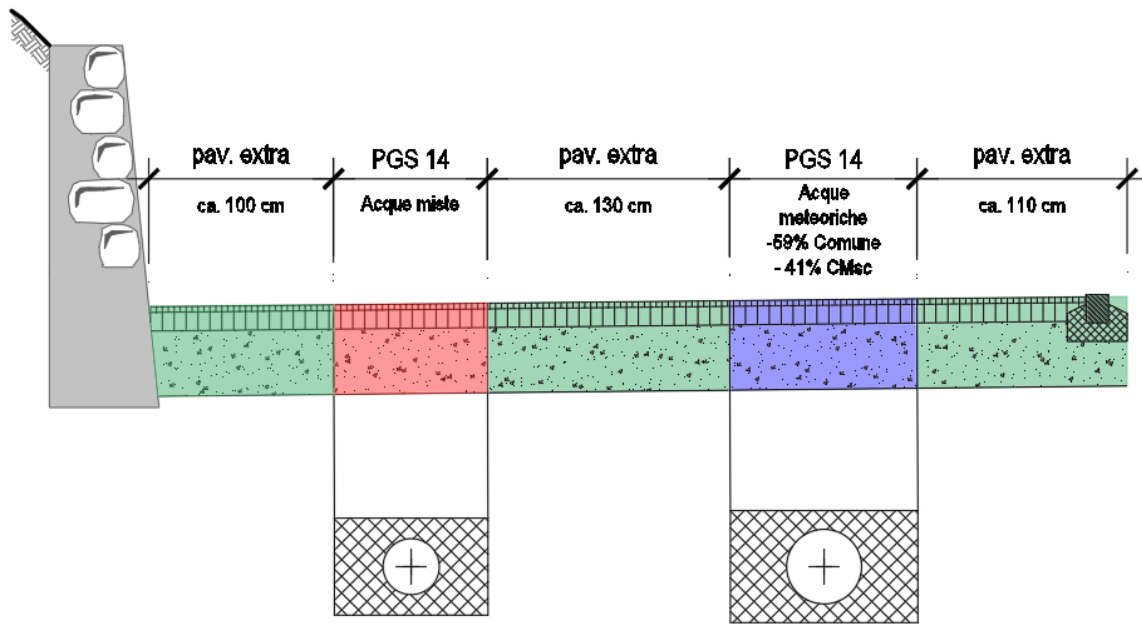 pav. extra
PGS 14
pav. extra
PGS 14
pav. extra
ca. 100 cm
Acque miste
ca. 130 cm
Acque
meteoriche
-59% Comune
- 41% CMsc
ca. 110 cm